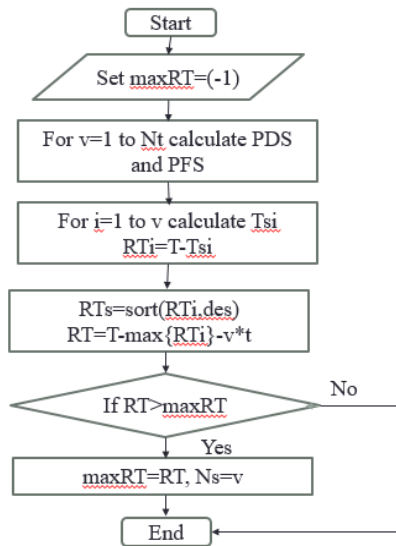 Start
Set maxRT=(-1)
For v=1 to Nt calculate PDS
and PFS
For i=1 to v calculate Tsi
RTi=T-Tsi
RTs=sort(RTi,des)
RT=T-max{RTi}-v*t
If RT>maxRT
No
Yes
maxRT=RT, Ns=v
End